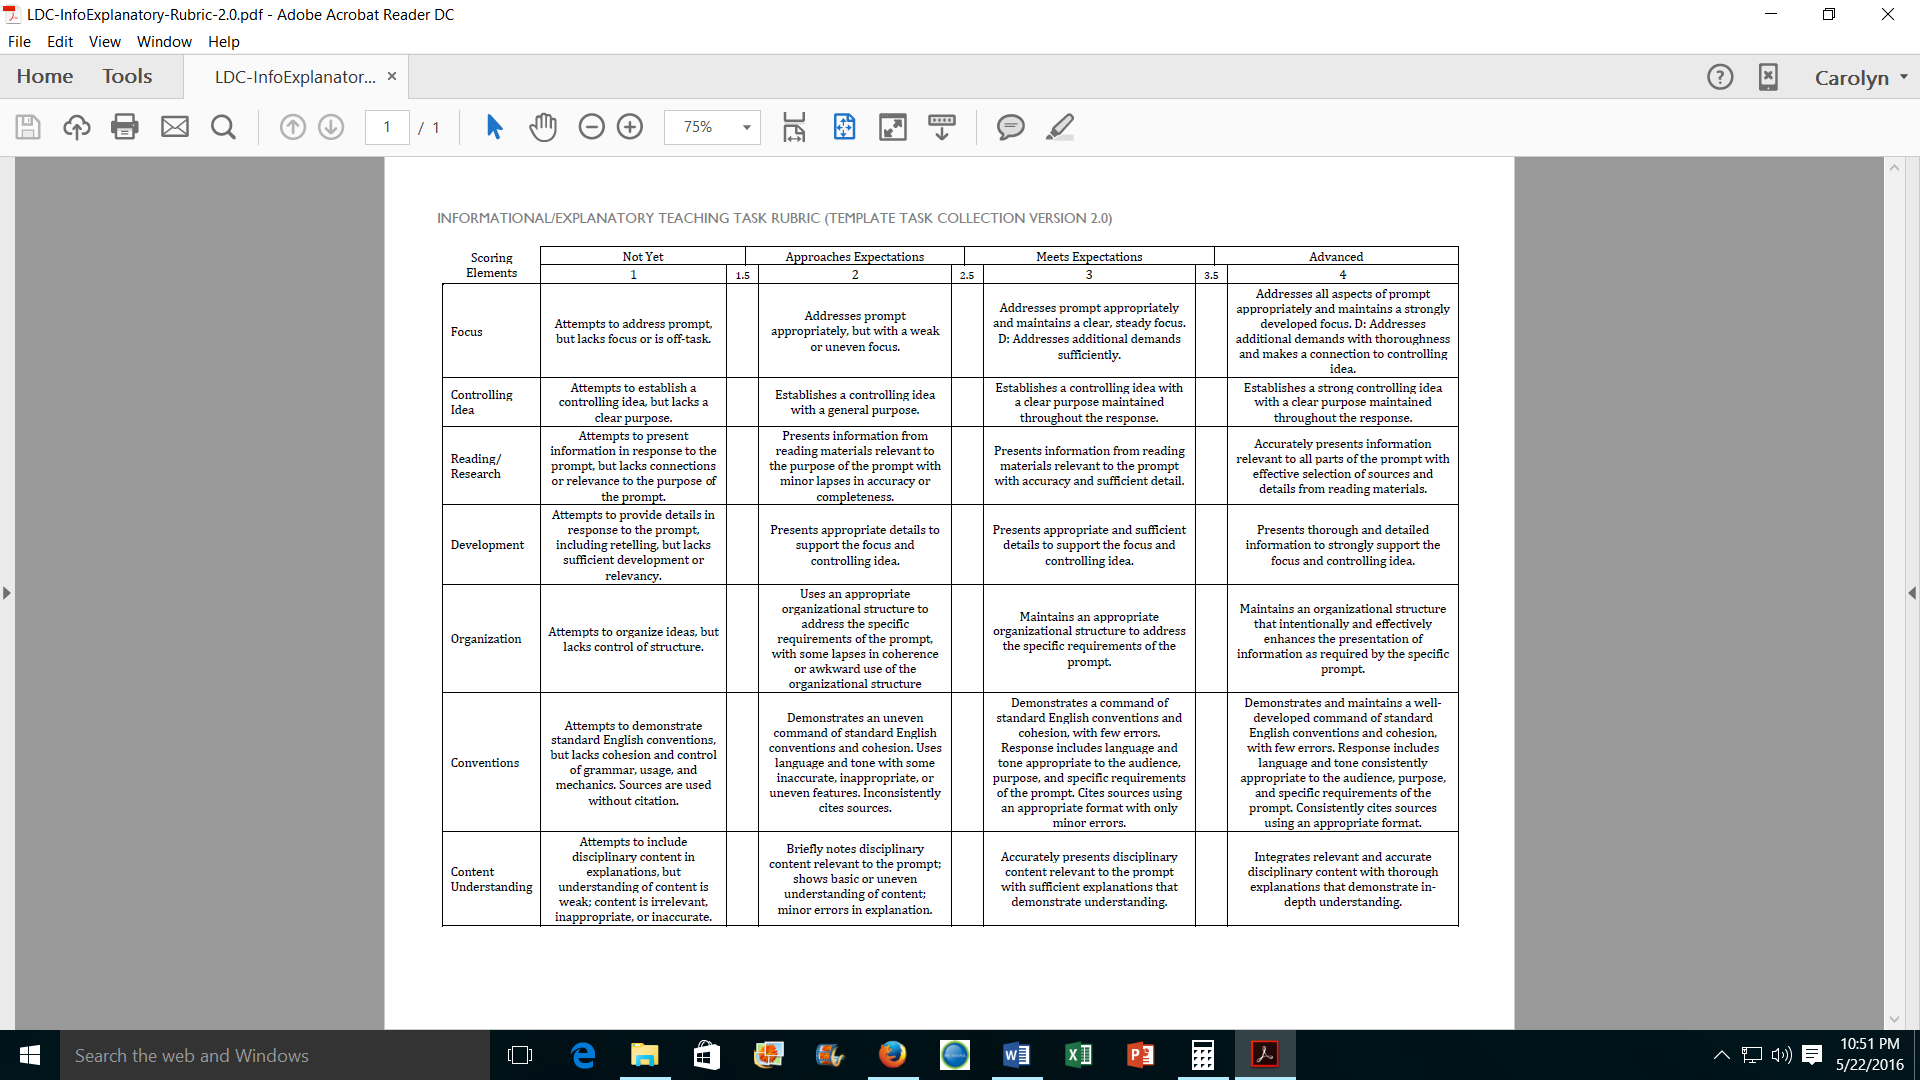 LDC-InfoExplanatory-Rubric-2.0.pdf - Adobe Acrobat Reader DC
File Edit View Window Help
Home Tools LDC-InfoExplanator... × Carolyn
1 / 1 75%
INFORMATIONAL/EXPLANATORY TEACHING TASK RUBRIC (TEMPLATE TASK COLLECTION VERSION 2.0)
Scoring
Elements
Not Yet Approaches Expectations Meets Expectations Advanced
1 1.5 2 2.5 3 3.5 4
Focus
Attempts to address prompt,
but lacks focus or is off-task.
Addresses prompt
appropriately, but with a weak
or uneven focus.
Addresses prompt appropriately
and maintains a clear, steady focus.
D: Addresses additional demands
sufficiently.
Addresses all aspects of prompt
appropriately and maintains a strongly
developed focus. D: Addresses
additional demands with thoroughness
and makes a connection to controlling
idea.
Controlling
Idea
Attempts to establish a
controlling idea, but lacks a
clear purpose.
Establishes a controlling idea
with a general purpose.
Establishes a controlling idea with
a clear purpose maintained
throughout the response.
Establishes a strong controlling idea
with a clear purpose maintained
throughout the response.
Reading/
Research
Attempts to present
information in response to the
prompt, but lacks connections
or relevance to the purpose of
the prompt.
Presents information from
reading materials relevant to
the purpose of the prompt with
minor lapses in accuracy or
completeness.
Presents information from reading
materials relevant to the prompt
with accuracy and sufficient detail.
Accurately presents information
relevant to all parts of the prompt with
effective selection of sources and
details from reading materials.
Development
Attempts to provide details in
response to the prompt,
including retelling, but lacks
sufficient development or
relevancy.
Presents appropriate details to
support the focus and
controlling idea.
Presents appropriate and sufficient
details to support the focus and
controlling idea.
Presents thorough and detailed
information to strongly support the
focus and controlling idea.
Organization
Attempts to organize ideas, but
lacks control of structure.
Uses an appropriate
organizational structure to
address the specific
requirements of the prompt,
with some lapses in coherence
or awkward use of the
organizational structure
Maintains an appropriate
organizational structure to address
the specific requirements of the
prompt.
Maintains an organizational structure
that intentionally and effectively
enhances the presentation of
information as required by the specific
prompt.
Conventions
Attempts to demonstrate
standard English conventions,
but lacks cohesion and control
of grammar, usage, and
mechanics. Sources are used
without citation.
Demonstrates an uneven
command of standard English
conventions and cohesion. Uses
language and tone with some
inaccurate, inappropriate, or
uneven features. Inconsistently
cites sources.
Demonstrates a command of
standard English conventions and
cohesion, with few errors.
Response includes language and
tone appropriate to the audience,
purpose, and specific requirements
of the prompt. Cites sources using
an appropriate format with only
minor errors.
Demonstrates and maintains a well-
developed command of standard
English conventions and cohesion,
with few errors. Response includes
language and tone consistently
appropriate to the audience, purpose,
and specific requirements of the
prompt. Consistently cites sources
using an appropriate format.
Content
Understanding
Attempts to include
disciplinary content in
explanations, but
understanding of content is
weak; content is irrelevant,
inappropriate, or inaccurate.
Briefly notes disciplinary
content relevant to the prompt;
shows basic or uneven
understanding of content;
minor errors in explanation.
Accurately presents disciplinary
content relevant to the prompt
with sufficient explanations that
demonstrate understanding.
Integrates relevant and accurate
disciplinary content with thorough
explanations that demonstrate in-
depth understanding.
Search the web and Windows
10:51 PM
5/22/2016